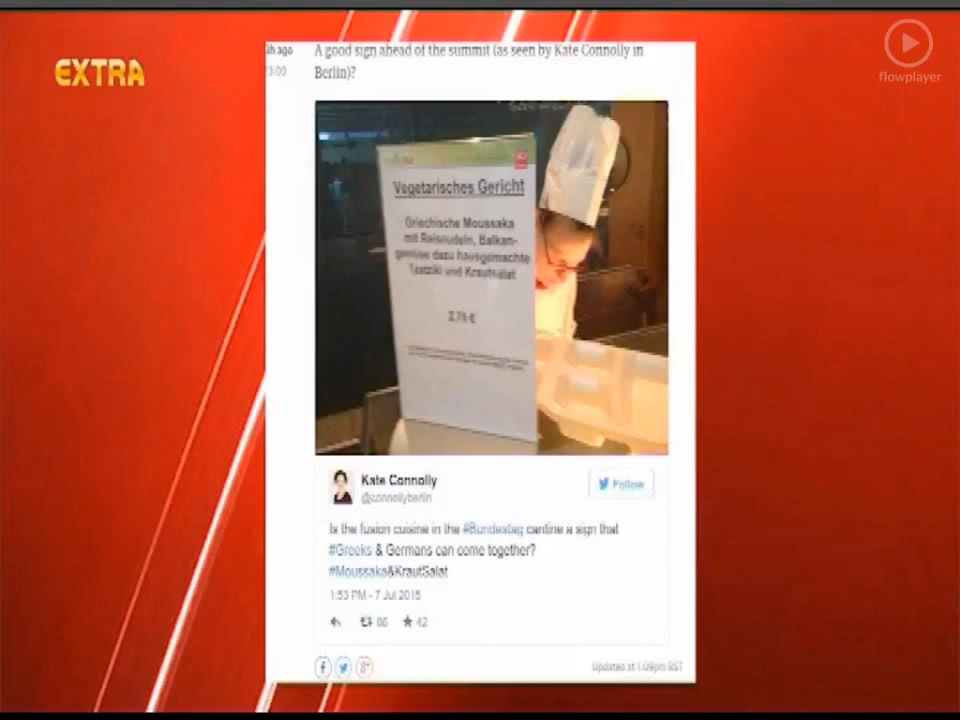 EXTRA
flowplayer
3h ago
13:00
A good sign ahead of the summit (as seen by Kate Connolly in
Berlin)?
Vegetarisches Gericht
Griechische Moussaka
mit Reisnudeln, Balkan-
gemüse dazu hausgemachte
Tzatziki und Krautsalat
2,75 €
Kate Connolly
@connollyberlin
Follow
Is the fusion cuisine in the #Bundestag cantine a sign that
#Greeks & Germans can come together?
#Moussaka&KrautSalat
1:53 PM - 7 Jul 2015
66
42
Updated at 1.09pm BST